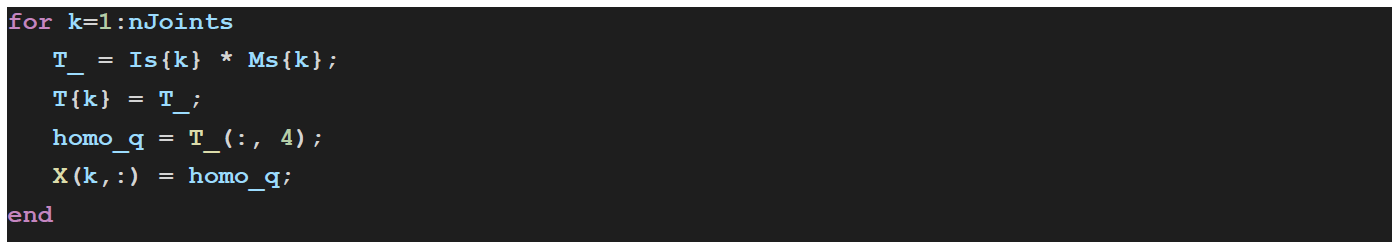 for k=1:nJoints
   T_ = Is{k} * Ms{k};
   T{k} = T_;
   homo_q = T_(:, 4);
   X(k,:) = homo_q;
end